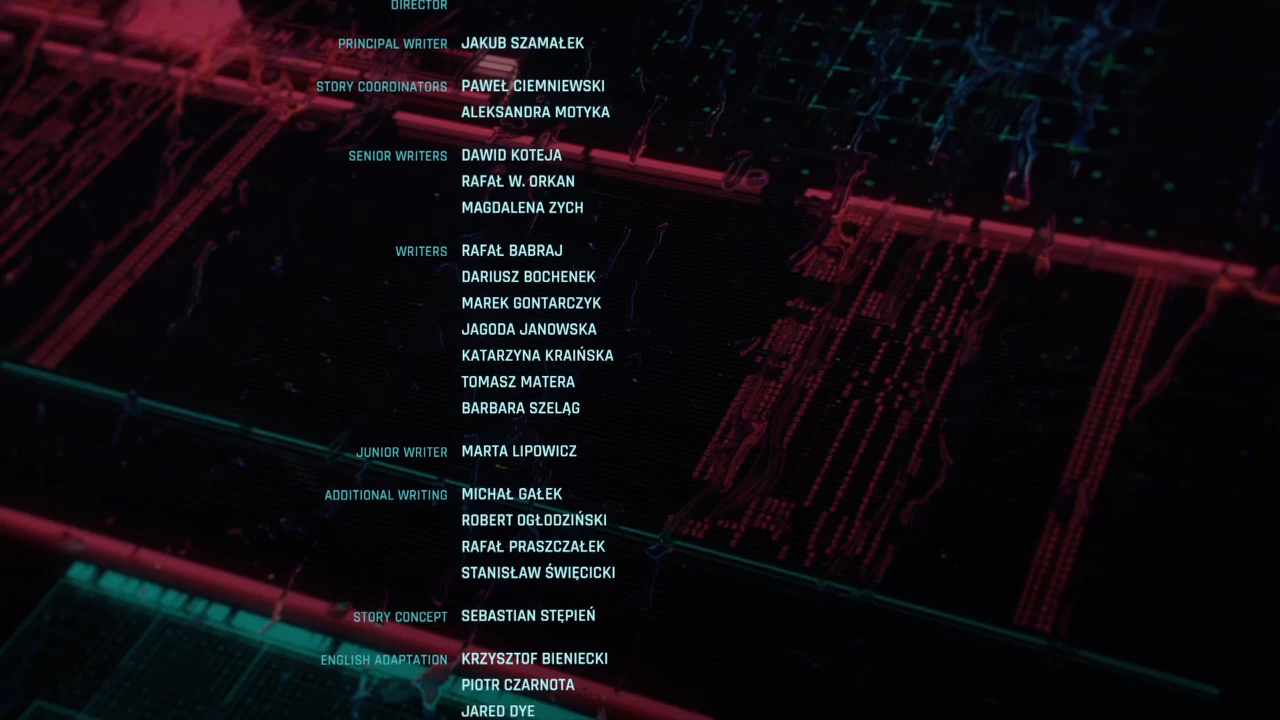 DIRECTOR
PRINCIPAL WRITER JAKUB SZAMAŁEK
STORY COORDINATORS PAWEŁ CIEMNIEWSKI
ALEKSANDRA MOTYKA
SENIOR WRITERS DAWID KOTEJA
RAFAŁ W. ORKAN
MAGDALENA ZYCH
WRITERS RAFAŁ BABRAJ
DARIUSZ BOCHENEK
MAREK GONTARCZYK
JAGODA JANOWSKA
KATARZYNA KRAIŃSKA
TOMASZ MATERA
BARBARA SZELĄG
JUNIOR WRITER MARTA LIPOWICZ
ADDITIONAL WRITING MICHAŁ GAŁEK
ROBERT OGŁODZIŃSKI
RAFAŁ PRASZCZAŁEK
STANISŁAW ŚWIĘCICKI
STORY CONCEPT SEBASTIAN STĘPIEŃ
ENGLISH ADAPTATION KRZYSZTOF BIENIECKI
PIOTR CZARNOTA
JARED DYE